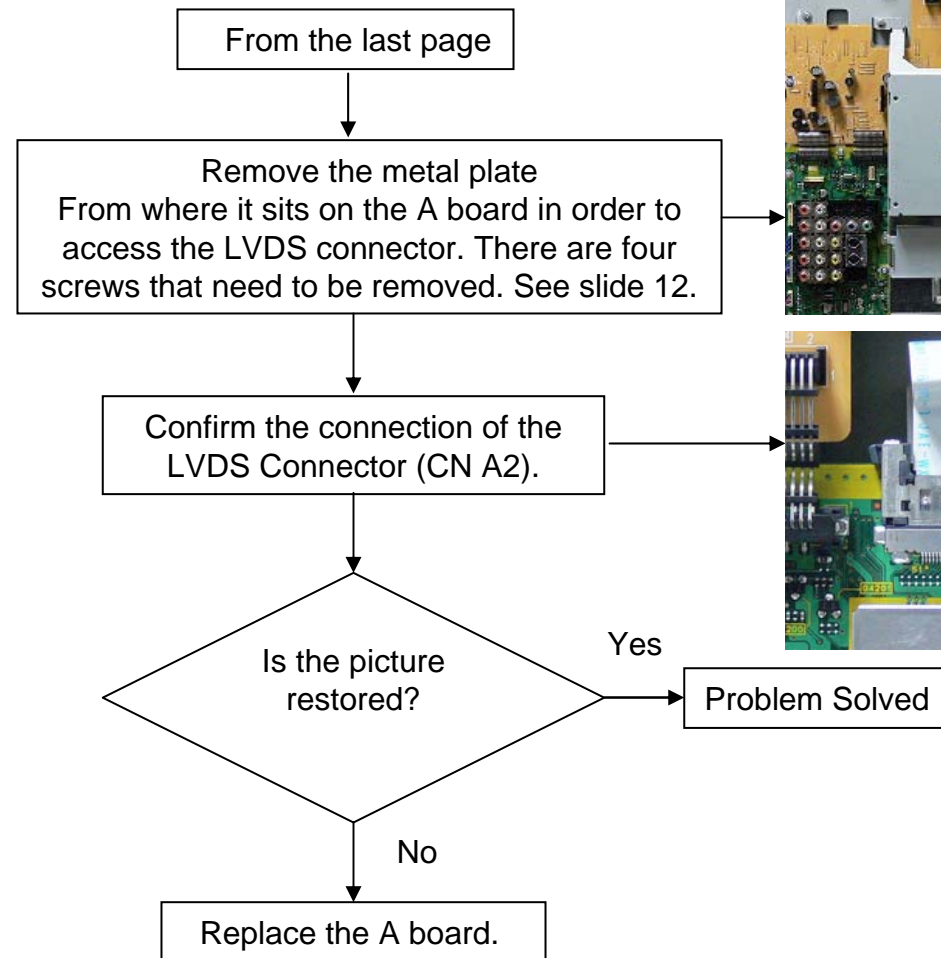 From the last page
Remove the metal plate
From where it sits on the A board in order to
access the LVDS connector. There are four
screws that need to be removed. See slide 12.
Confirm the connection of the
LVDS Connector (CN A2).
Is the picture
restored?
Yes
Problem Solved
No
Replace the A board.